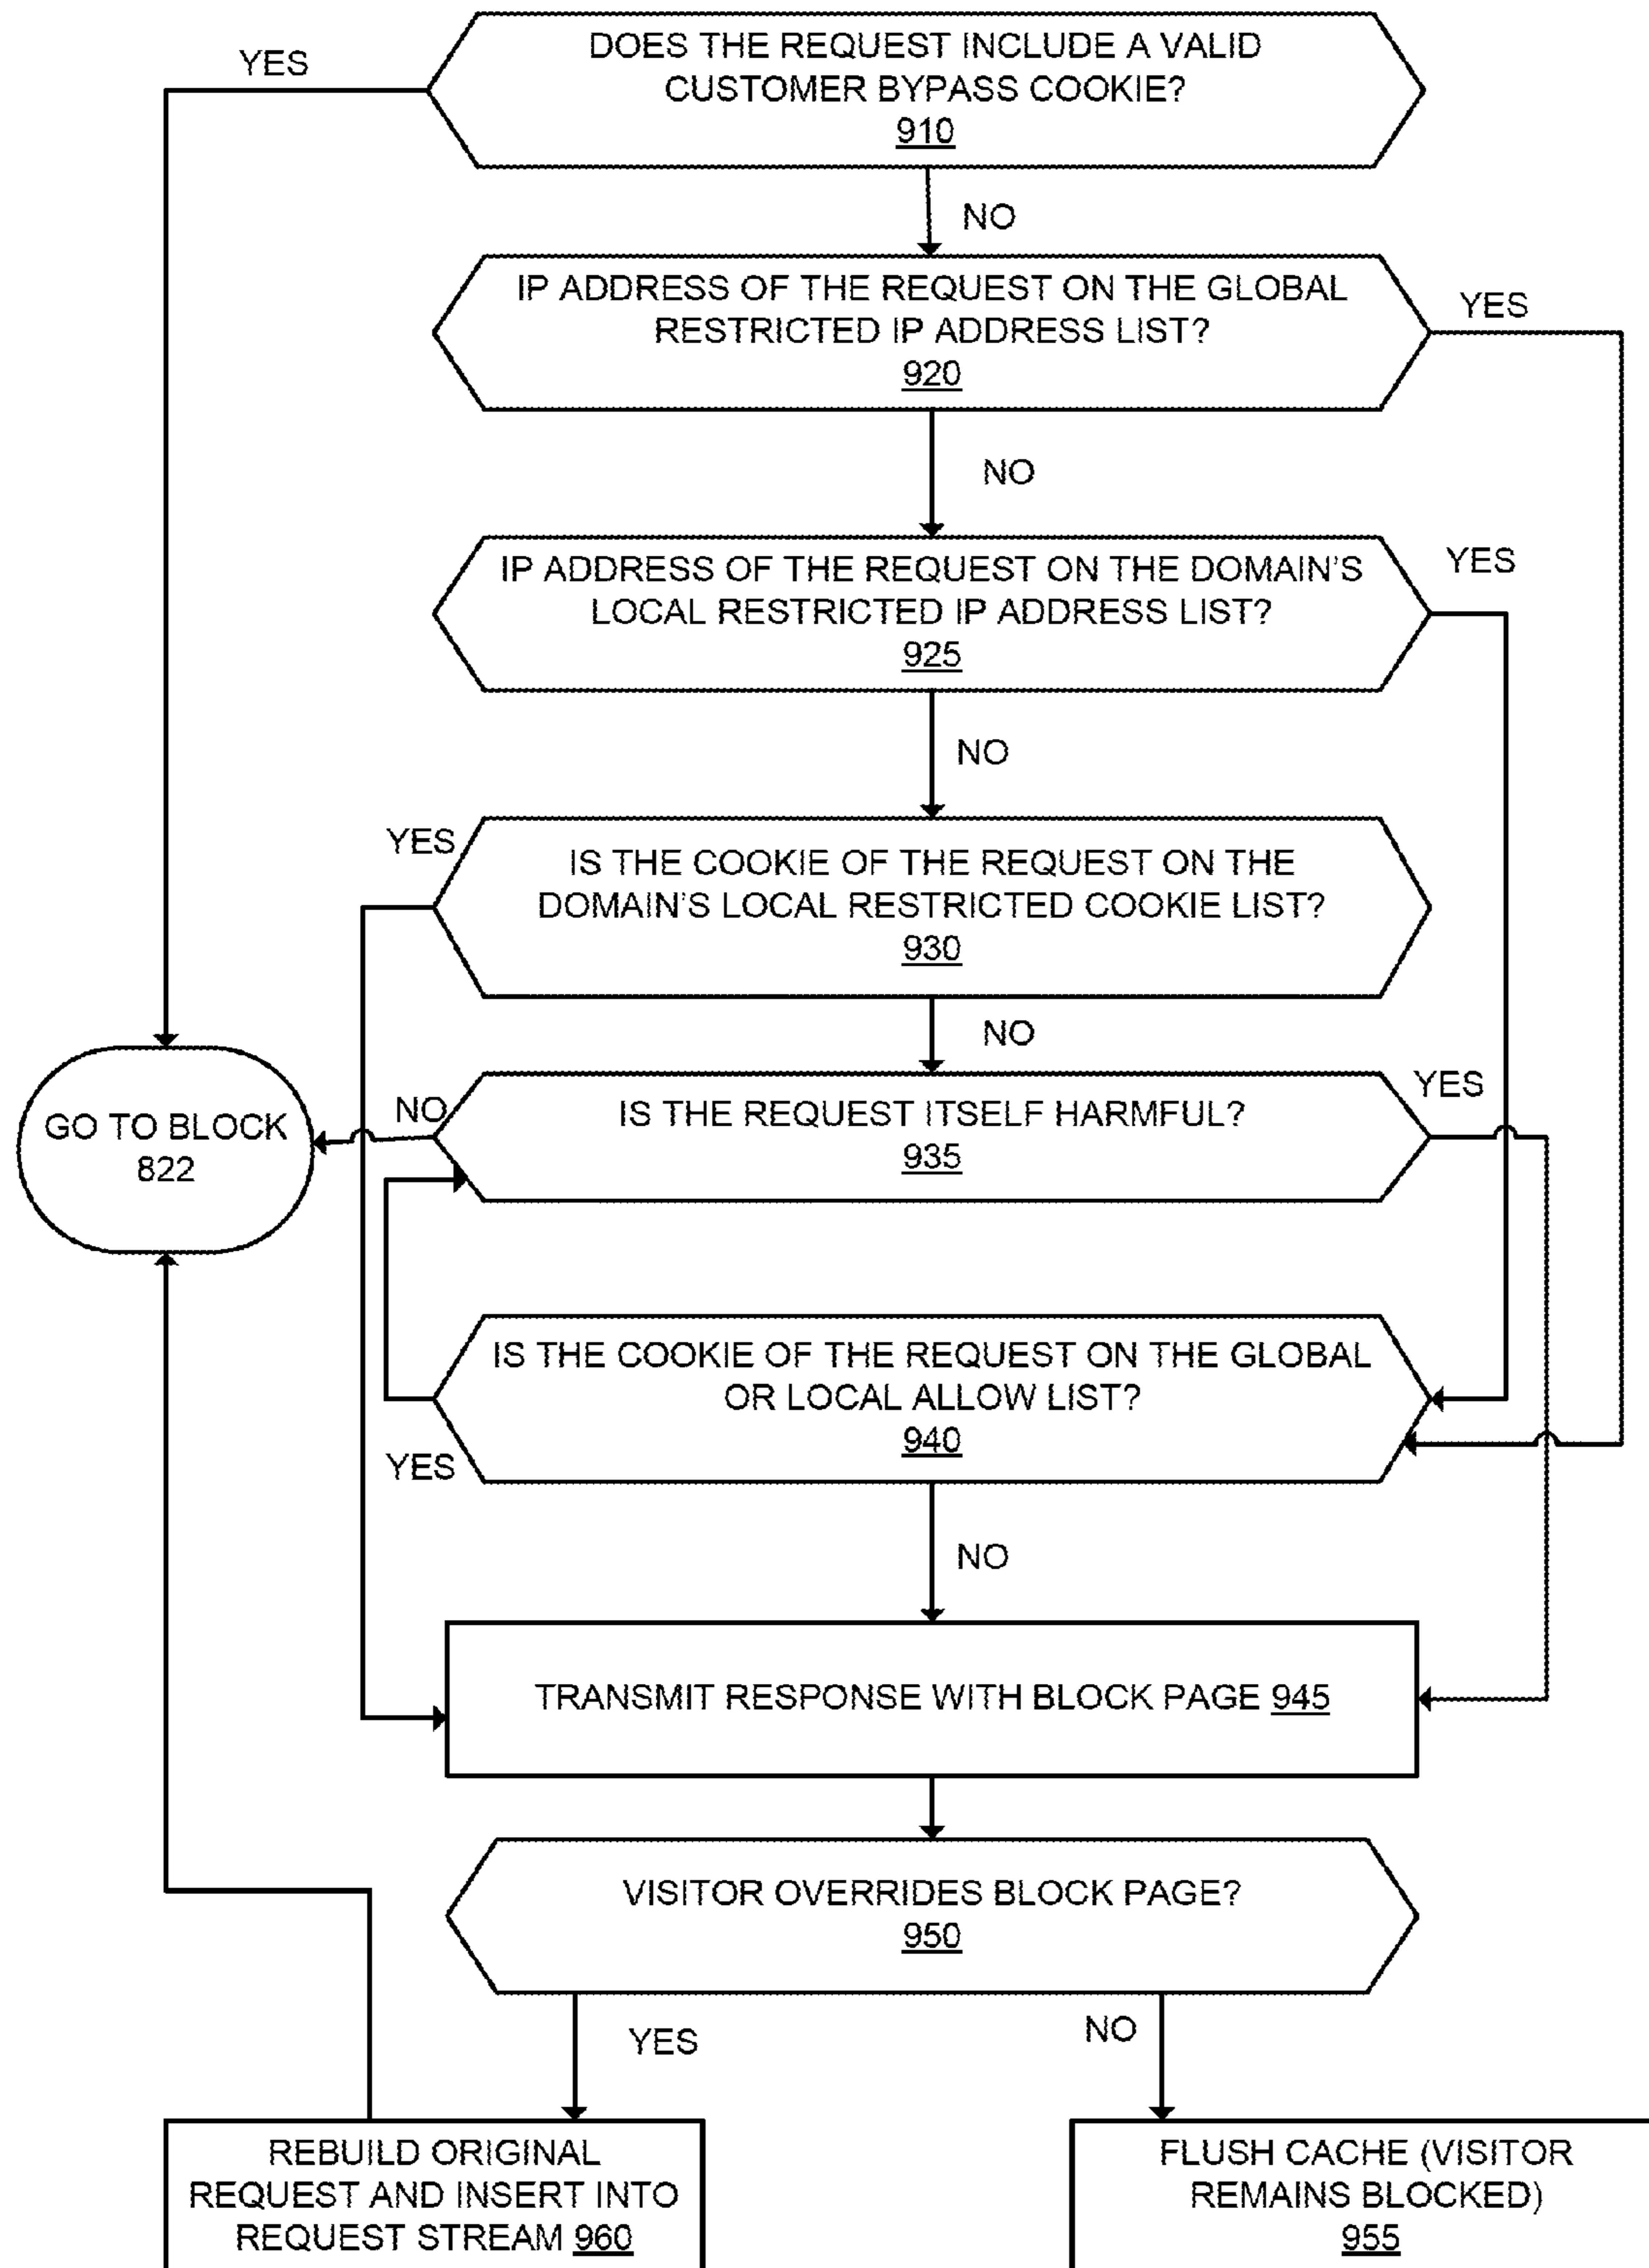 DOES THE REQUEST INCLUDE A VALID
CUSTOMER BYPASS COOKIE?
910
YES
NO
IP ADDRESS OF THE REQUEST ON THE GLOBAL
RESTRICTED IP ADDRESS LIST?
920
YES
NO
IP ADDRESS OF THE REQUEST ON THE DOMAIN'S
LOCAL RESTRICTED IP ADDRESS LIST?
925
YES
NO
YES
IS THE COOKIE OF THE REQUEST ON THE
DOMAIN'S LOCAL RESTRICTED COOKIE LIST?
930
NO
GO TO BLOCK
822
NO
IS THE REQUEST ITSELF HARMFUL?
935
YES
IS THE COOKIE OF THE REQUEST ON THE GLOBAL
OR LOCAL ALLOW LIST?
940
YES
NO
TRANSMIT RESPONSE WITH BLOCK PAGE 945
VISITOR OVERRIDES BLOCK PAGE?
950
YES
NO
REBUILD ORIGINAL
REQUEST AND INSERT INTO
REQUEST STREAM 960
FLUSH CACHE (VISITOR
REMAINS BLOCKED)
955